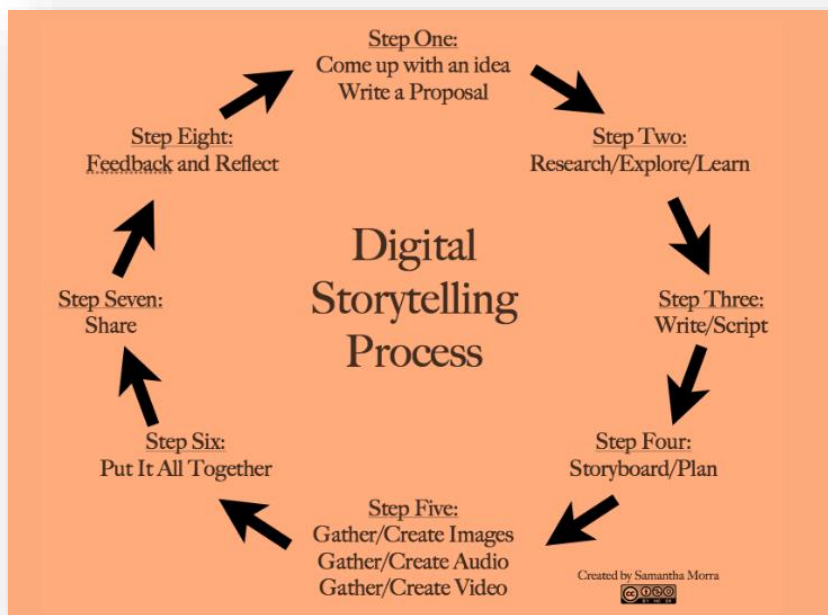 Step One:
Come up with an idea
Write a Proposal
Step Two:
Research/Explore/Learn
Step Three:
Write/Script
Step Four:
Storyboard/Plan
Step Five:
Gather/Create Images
Gather/Create Audio
Gather/Create Video
Step Six:
Put It All Together
Step Seven:
Share
Step Eight:
Feedback and Reflect
Digital
Storytelling
Process
Created by Samantha Morra